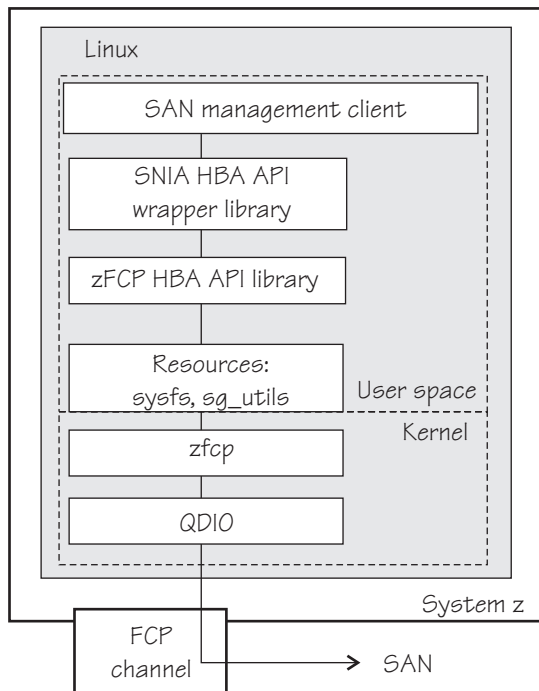 Linux
SAN management client
SNIA HBA API
wrapper library
zFCP HBA API library
Resources:
sysfs, sg_utils
User space
Kernel
zfcp
QDIO
System z
FCP
channel
SAN